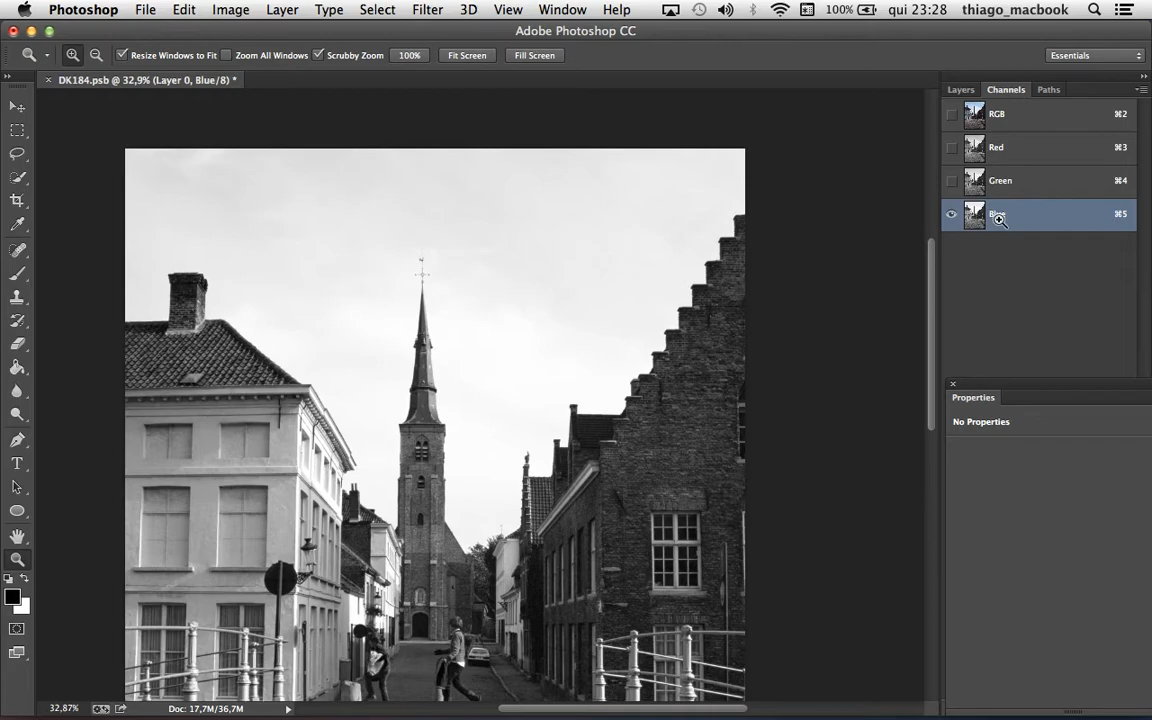 Photoshop File Edit Image Layer Type Select Filter 3D View Window Help 100% qui 23:28 thiago_macbook
Adobe Photoshop CC
Resize Windows to Fit Zoom All Windows Scrubby Zoom 100% Fit Screen Fill Screen Essentials
DK184.psb @ 32,9% (Layer 0, Blue/8) *
Layers Channels Paths
RGB ⌘2
Red ⌘3
Green ⌘4
Blue ⌘5
Properties
No Properties
T
32,87% Doc: 17,7M/36,7M